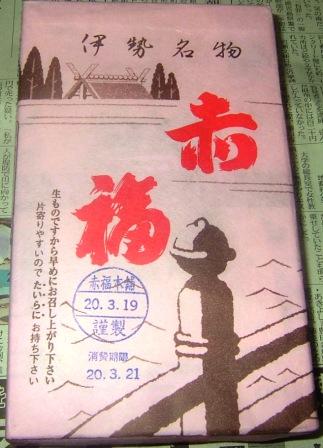 伊勢名物
赤福
生ものですから早めにお召し上がり下さい
片寄りやすいのでたいらにお持ち下さい
赤福本舗
20.3.19
謹製
消費期限
20.3.21